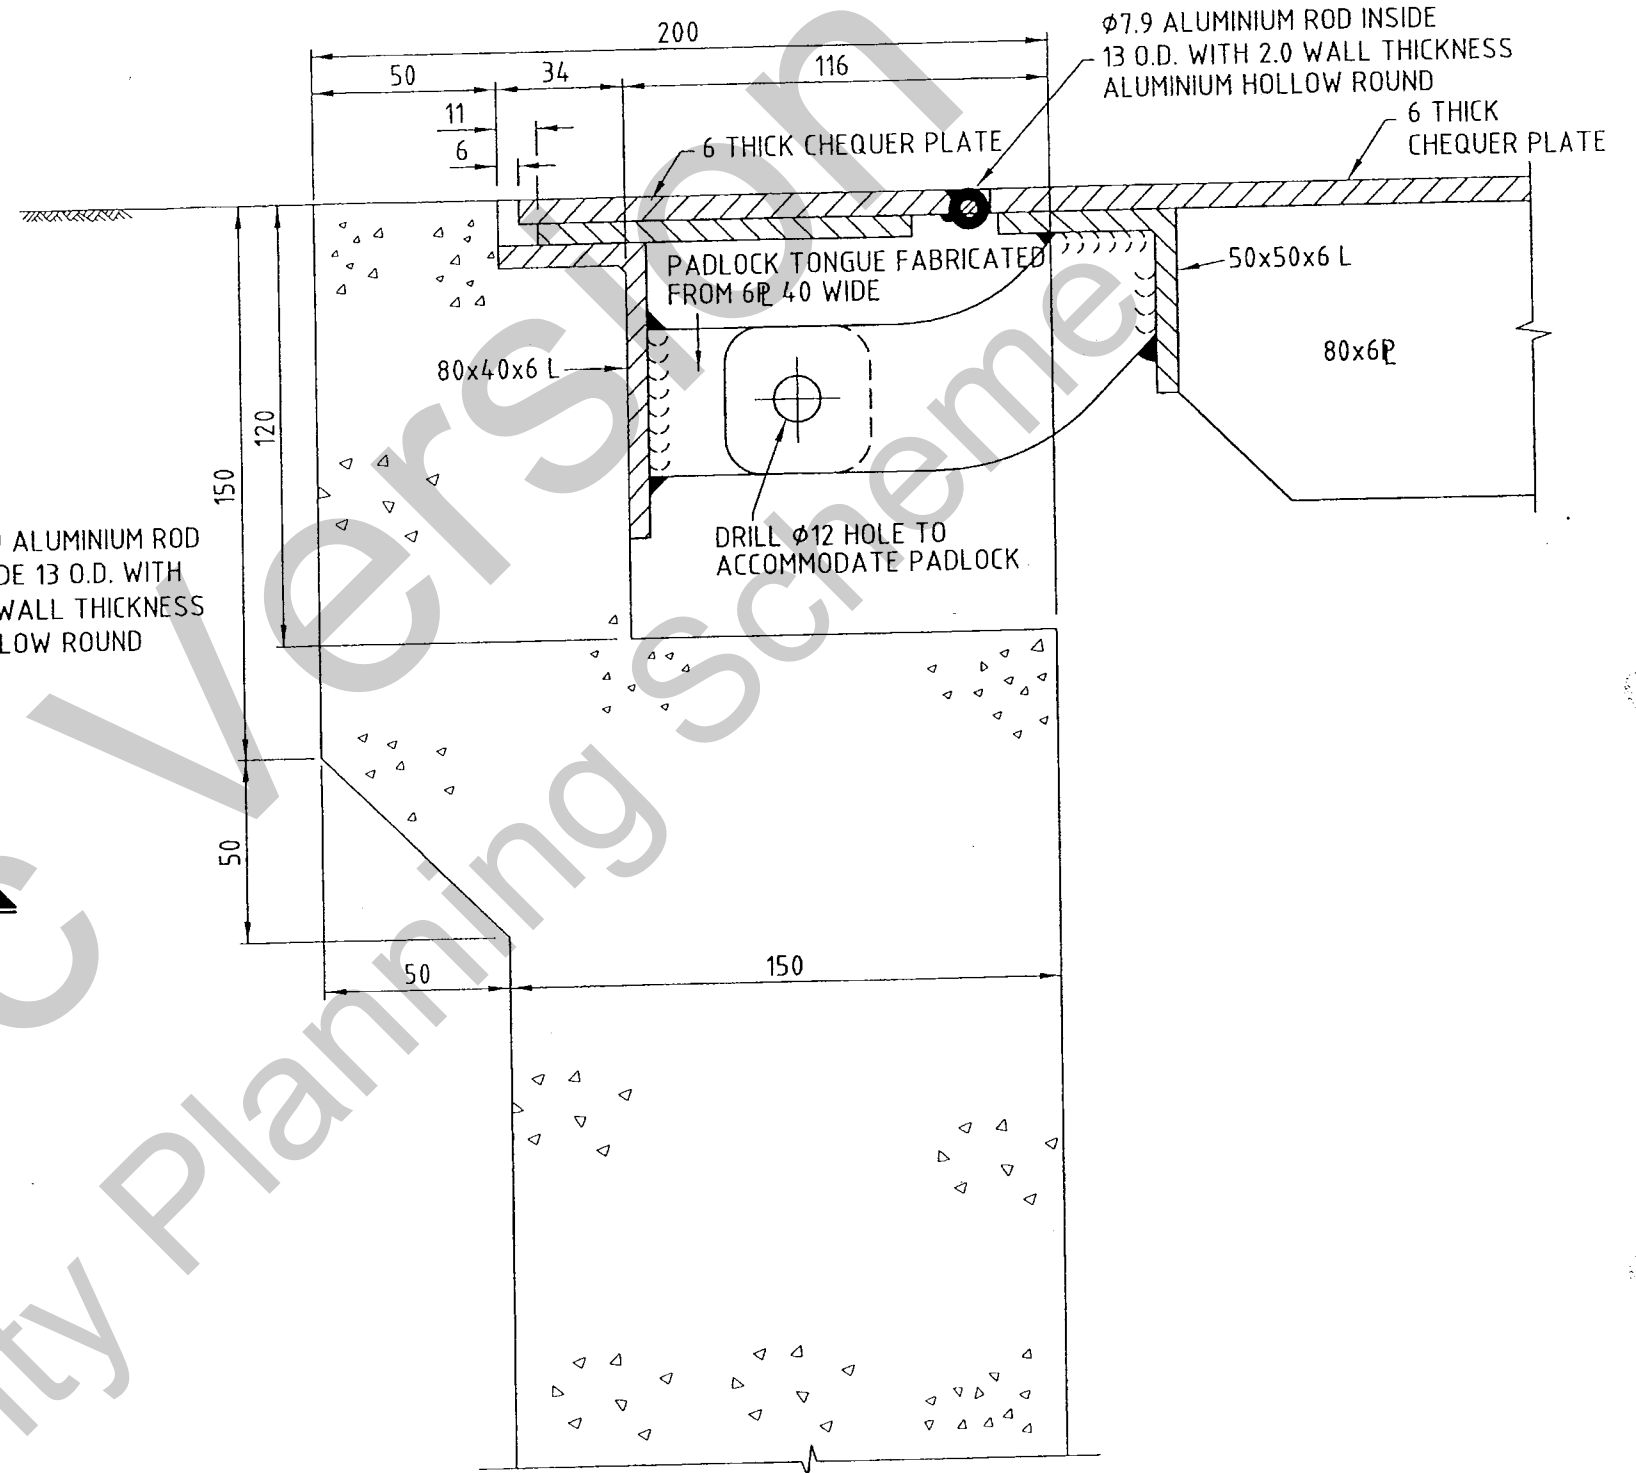 200
50
34
116
11
6
φ7.9 ALUMINIUM ROD INSIDE
13 O.D. WITH 2.0 WALL THICKNESS
ALUMINIUM HOLLOW ROUND
6 THICK
CHEQUER PLATE
6 THICK CHEQUER PLATE
PADLOCK TONGUE FABRICATED
FROM 6PL 40 WIDE
50x50x6 L
80x40x6 L
80x6PL
120
150
DRILL φ12 HOLE TO
ACCOMMODATE PADLOCK
ALUMINIUM ROD
DE 13 O.D. WITH
WALL THICKNESS
LOW ROUND
50
50
150
c Version
ity Planning Scheme